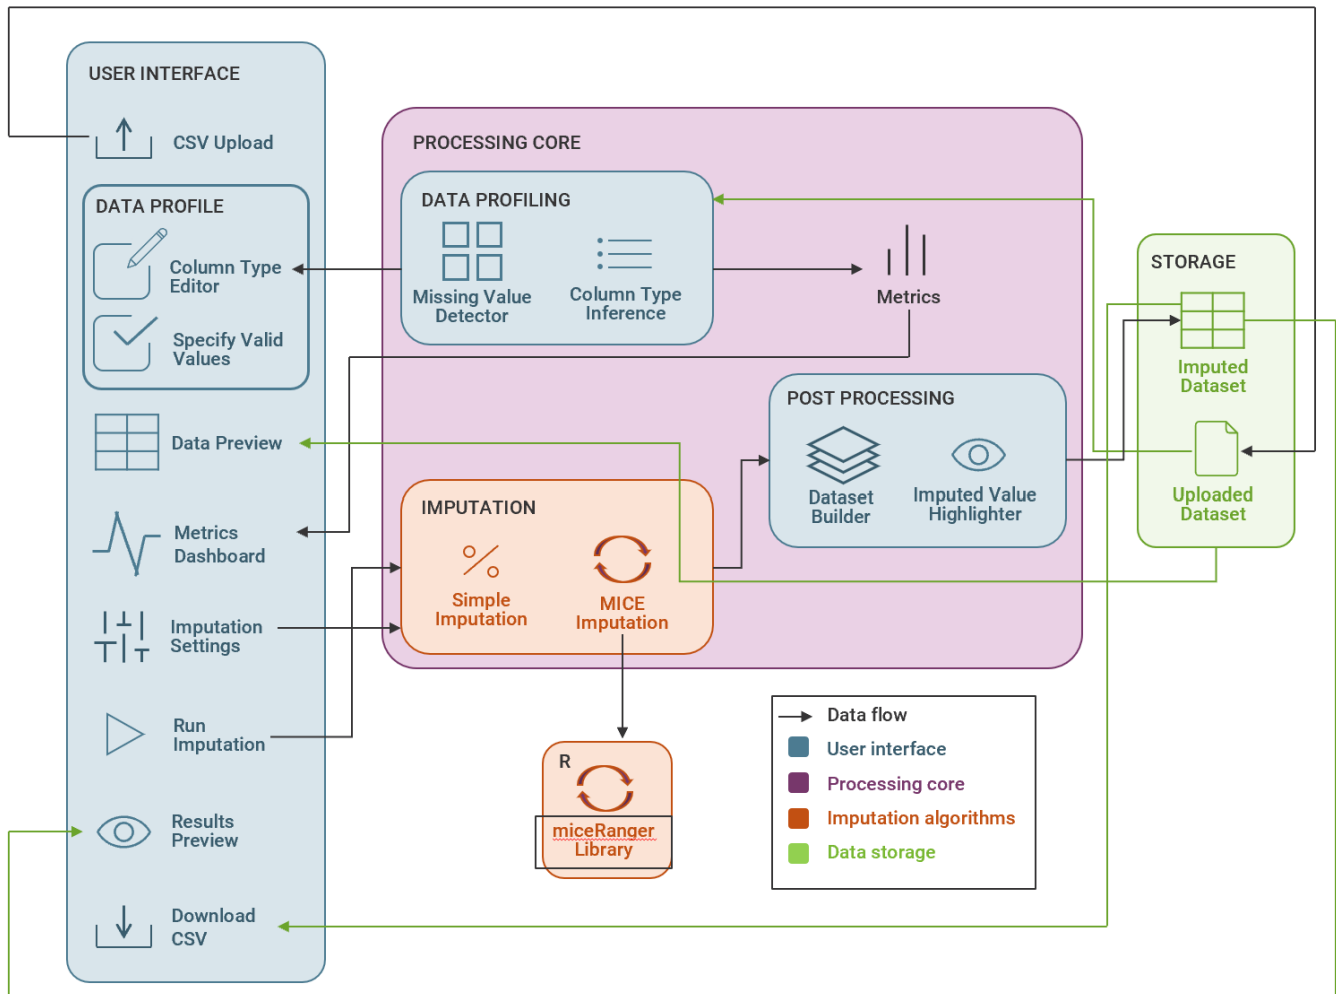 USER INTERFACE
CSV Upload
DATA PROFILE
Column Type
Editor
Specify Valid
Values
Data Preview
Metrics
Dashboard
Imputation
Settings
Run
Imputation
Results
Preview
Download
CSV
PROCESSING CORE
DATA PROFILING
Missing Value
Detector
Column Type
Inference
Metrics
POST PROCESSING
Dataset
Builder
Imputed Value
Highlighter
IMPUTATION
Simple
Imputation
MICE
Imputation
R
miceRanger
Library
STORAGE
Imputed
Dataset
Uploaded
Dataset
Data flow
User interface
Processing core
Imputation algorithms
Data storage